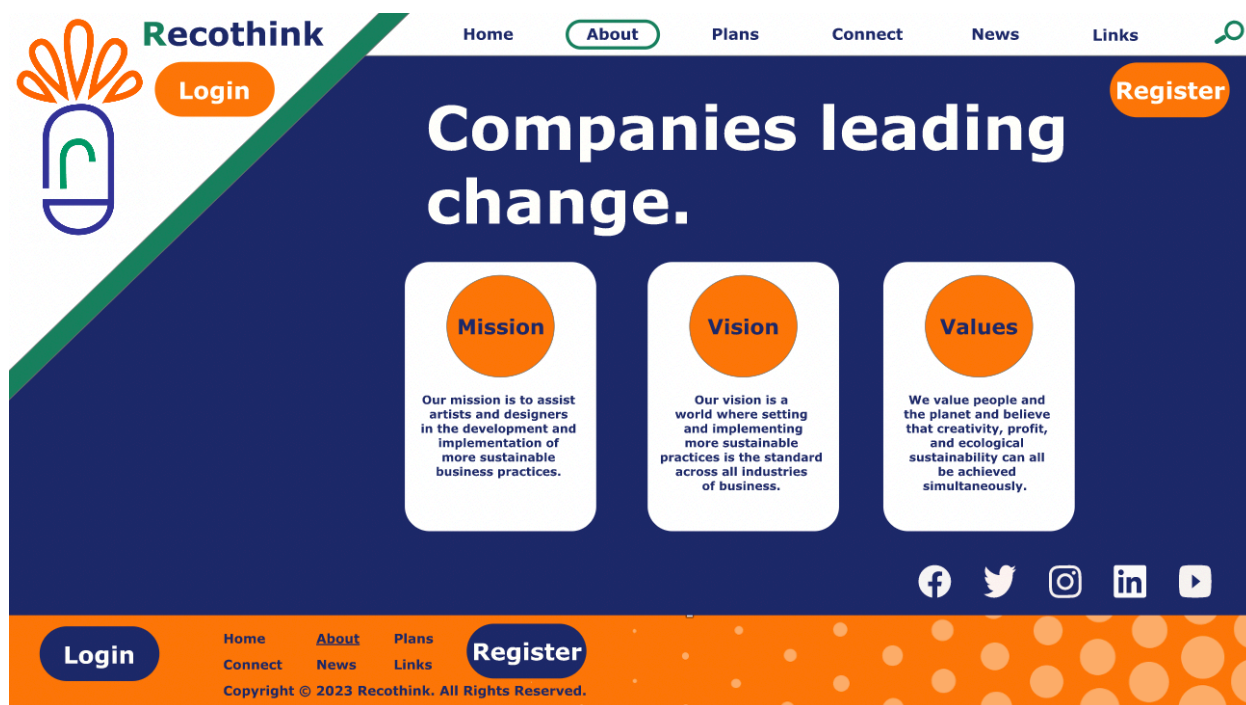 Recothink
Home About Plans Connect News Links
Login
Register
Companies leading
change.
Mission
Our mission is to assist
artists and designers
in the development and
implementation of
more sustainable
business practices.
Vision
Our vision is a
world where setting
and implementing
more sustainable
practices is the standard
across all industries
of business.
Values
We value people and
the planet and believe
that creativity, profit,
and ecological
sustainability can all
be achieved
simultaneously.
Login
Home About Plans
Connect News Links
Register
Copyright © 2023 Recothink. All Rights Reserved.